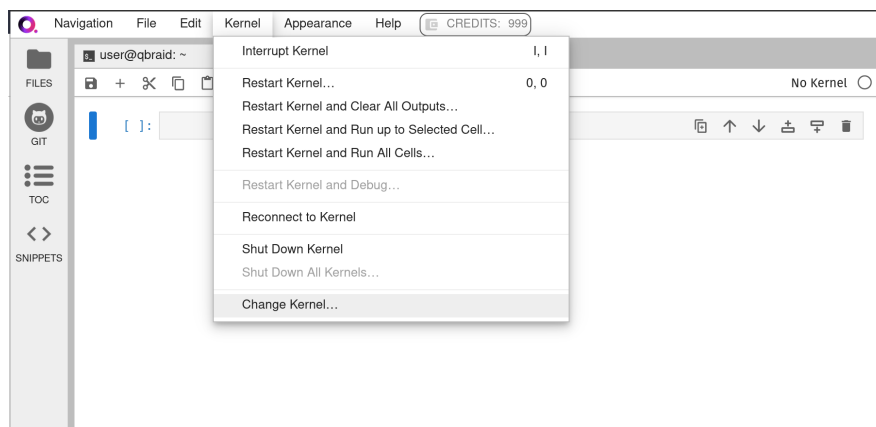 Navigation File Edit Kernel Appearance Help CREDITS: 999
user@qbraid: ~
Interrupt Kernel I, I
FILES
Restart Kernel… 0, 0
No Kernel
Restart Kernel and Clear All Outputs…
[ ]:
Restart Kernel and Run up to Selected Cell…
GIT
Restart Kernel and Run All Cells…
Restart Kernel and Debug…
TOC
Reconnect to Kernel
Shut Down Kernel
SNIPPETS
Shut Down All Kernels…
Change Kernel…